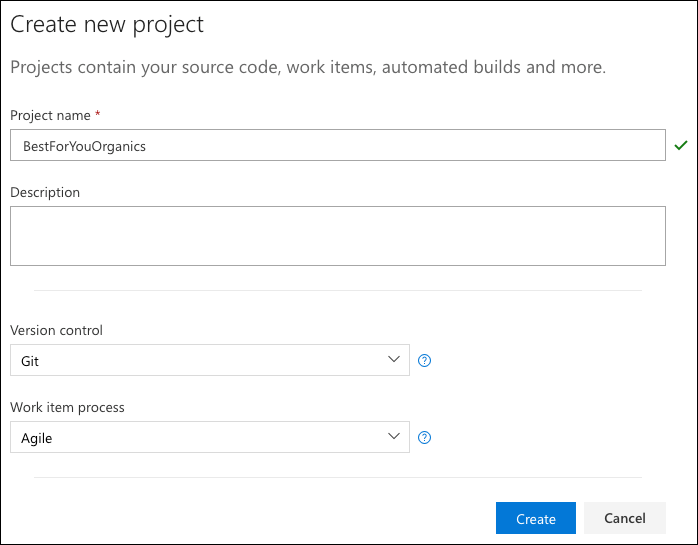 Create new project
Projects contain your source code, work items, automated builds and more.
Project name *
BestForYouOrganics
Description
Version control
Git
?
Work item process
Agile
?
Create
Cancel